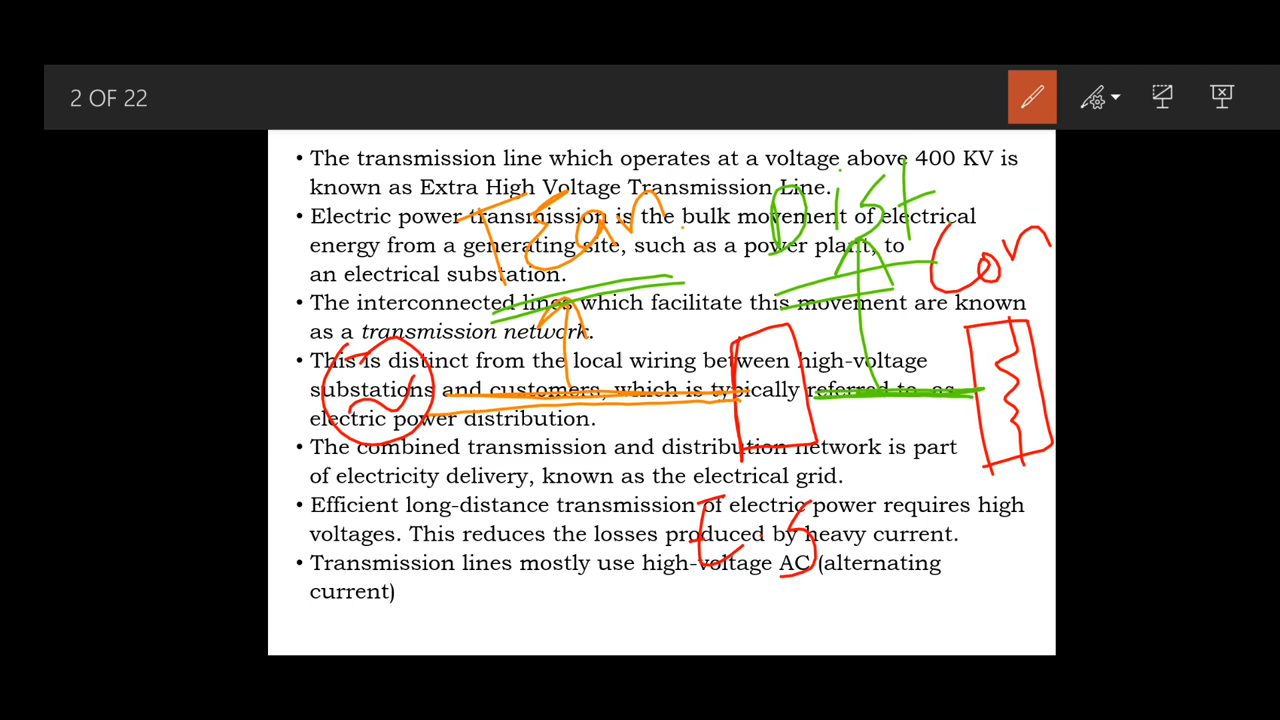 2 OF 22
• The transmission line which operates at a voltage above 400 KV is
known as Extra High Voltage Transmission Line.
• Electric power transmission is the bulk movement of electrical
energy from a generating site, such as a power plant, to
an electrical substation.
• The interconnected lines which facilitate this movement are known
as a transmission network.
• This is distinct from the local wiring between high-voltage
substations and customers, which is typically referred to as
electric power distribution.
• The combined transmission and distribution network is part
of electricity delivery, known as the electrical grid.
• Efficient long-distance transmission of electric power requires high
voltages. This reduces the losses produced by heavy current.
• Transmission lines mostly use high-voltage AC (alternating
current)
Dist
Con